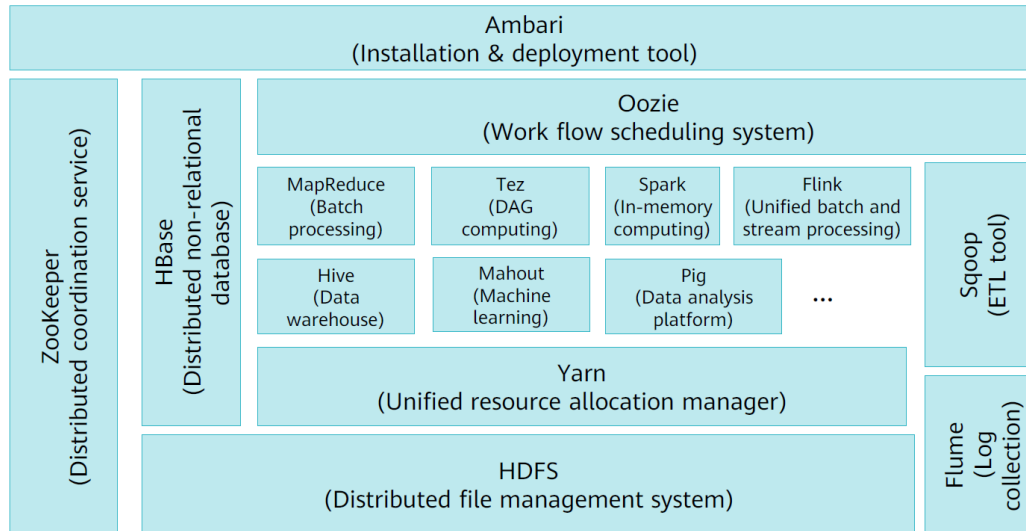 Ambari
(Installation & deployment tool)
ZooKeeper
(Distributed coordination service)
HBase
(Distributed non-relational
database)
Oozie
(Work flow scheduling system)
MapReduce
(Batch
processing)
Tez
(DAG
computing)
Spark
(In-memory
computing)
Flink
(Unified batch and
stream processing)
Hive
(Data
warehouse)
Mahout
(Machine
learning)
Pig
(Data analysis
platform)
...
Yarn
(Unified resource allocation manager)
HDFS
(Distributed file management system)
Sqoop
(ETL tool)
Flume
(Log
collection)